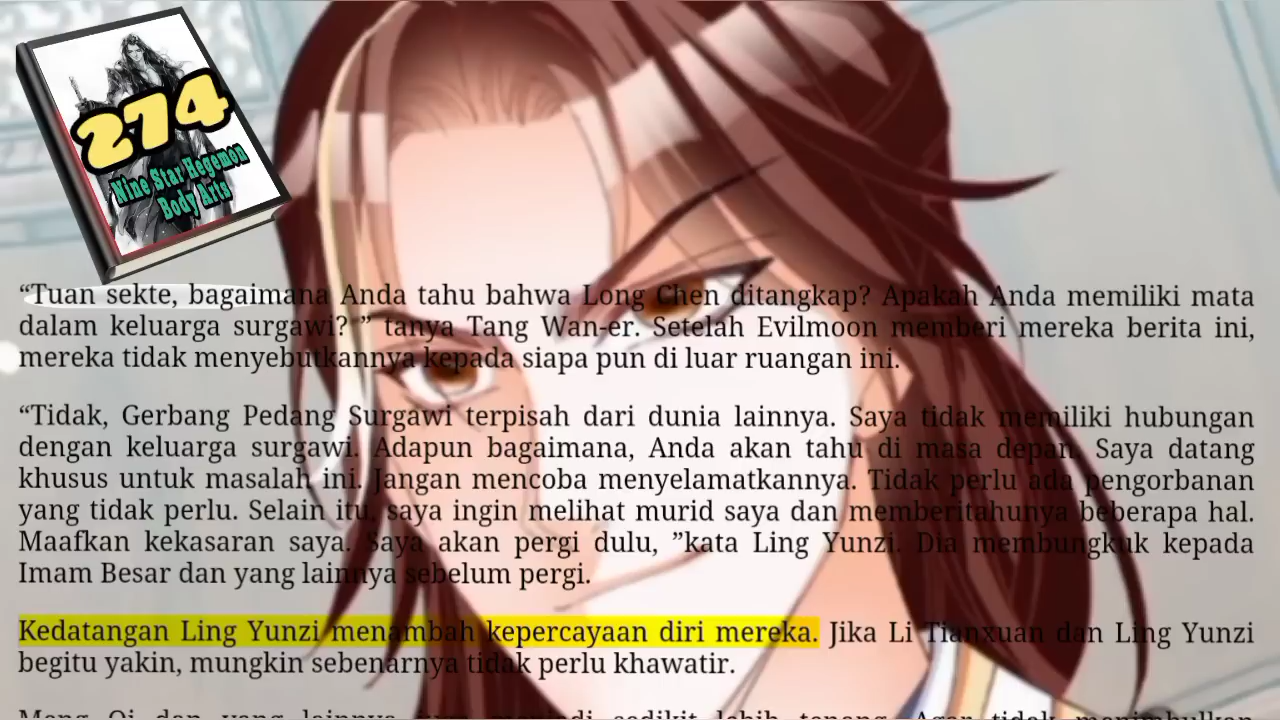 274
Nine Star Hegemon
Body Arts
“Tuan sekte, bagaimana Anda tahu bahwa Long Chen ditangkap? Apakah Anda memiliki mata
dalam keluarga surgawi? ” tanya Tang Wan-er. Setelah Evilmoon memberi mereka berita ini,
mereka tidak menyebutkannya kepada siapa pun di luar ruangan ini.
“Tidak, Gerbang Pedang Surgawi terpisah dari dunia lainnya. Saya tidak memiliki hubungan
dengan keluarga surgawi. Adapun bagaimana, Anda akan tahu di masa depan. Saya datang
khusus untuk masalah ini. Jangan mencoba menyelamatkannya. Tidak perlu ada pengorbanan
yang tidak perlu. Selain itu, saya ingin melihat murid saya dan memberitahunya beberapa hal.
Maafkan kekasaran saya. Saya akan pergi dulu, ”kata Ling Yunzi. Dia membungkuk kepada
Imam Besar dan yang lainnya sebelum pergi.
Kedatangan Ling Yunzi menambah kepercayaan diri mereka. Jika Li Tianxuan dan Ling Yunzi
begitu yakin, mungkin sebenarnya tidak perlu khawatir.